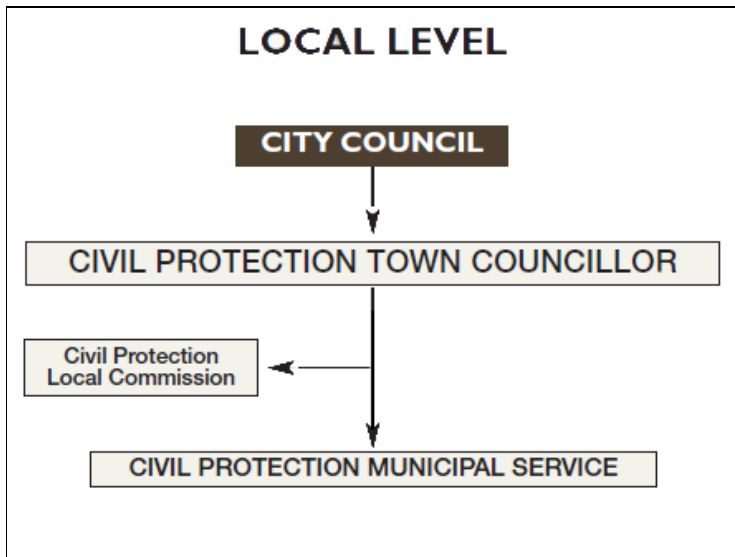 LOCAL LEVEL
CITY COUNCIL
CIVIL PROTECTION TOWN COUNCILLOR
Civil Protection
Local Commission
CIVIL PROTECTION MUNICIPAL SERVICE